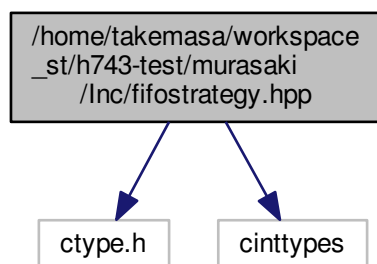 /home/takemasa/workspace
_st/h743-test/murasaki
/Inc/fifostrategy.hpp
ctype.h
cinttypes